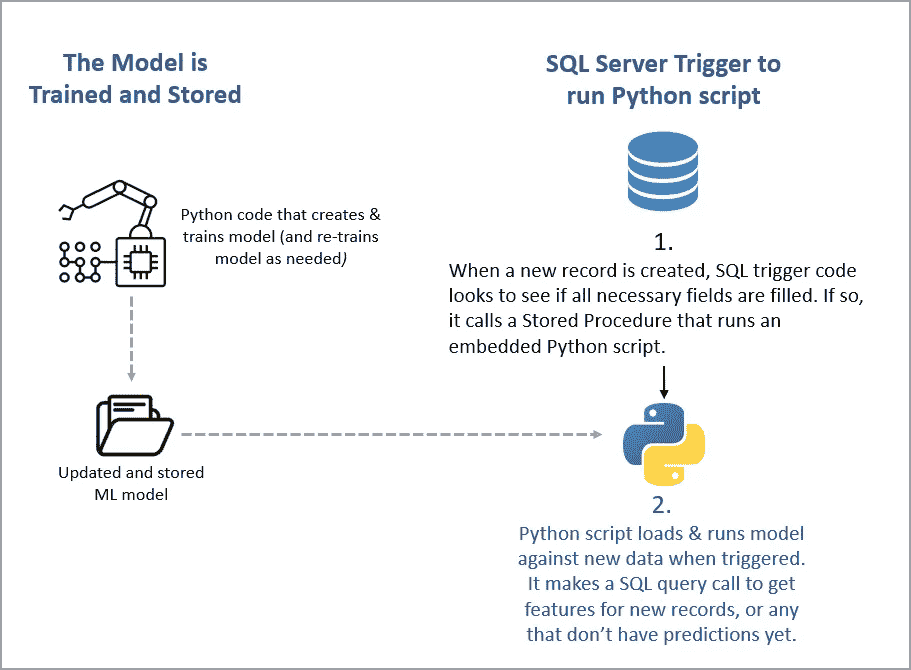 The Model is
Trained and Stored
Python code that creates &
trains model (and re-trains
model as needed)
Updated and stored
ML model
SQL Server Trigger to
run Python script
1.
When a new record is created, SQL trigger code
looks to see if all necessary fields are filled. If so,
it calls a Stored Procedure that runs an
embedded Python script.
2.
Python script loads & runs model
against new data when triggered.
It makes a SQL query call to get
features for new records, or any
that don’t have predictions yet.